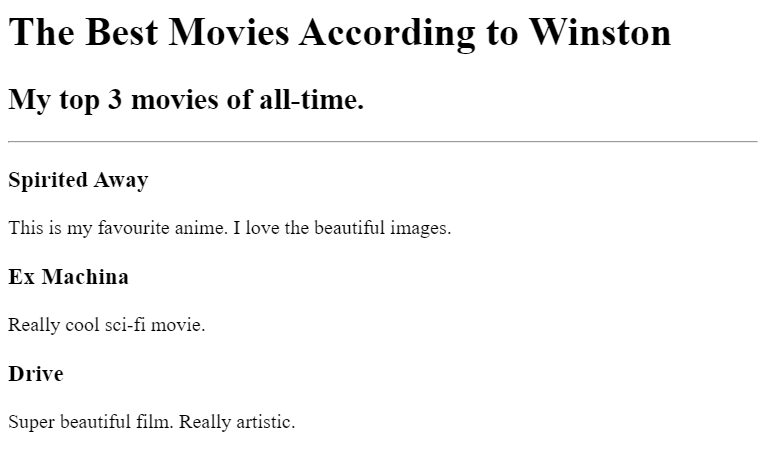 The Best Movies According to Winston
My top 3 movies of all-time.
Spirited Away
This is my favourite anime. I love the beautiful images.
Ex Machina
Really cool sci-fi movie.
Drive
Super beautiful film. Really artistic.